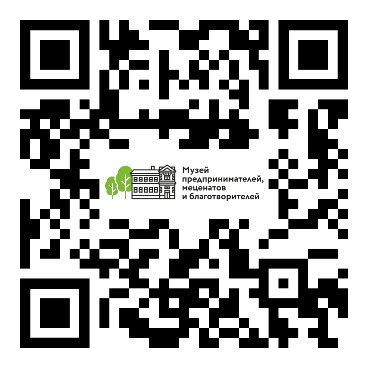 Музей
предпринимателей,
меценатов
и благотворителей